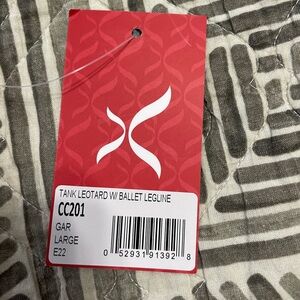 TANK LEOTARD W/ BALLET LEGLINE
CC201
GAR
LARGE
E22
0 52931 91392 8